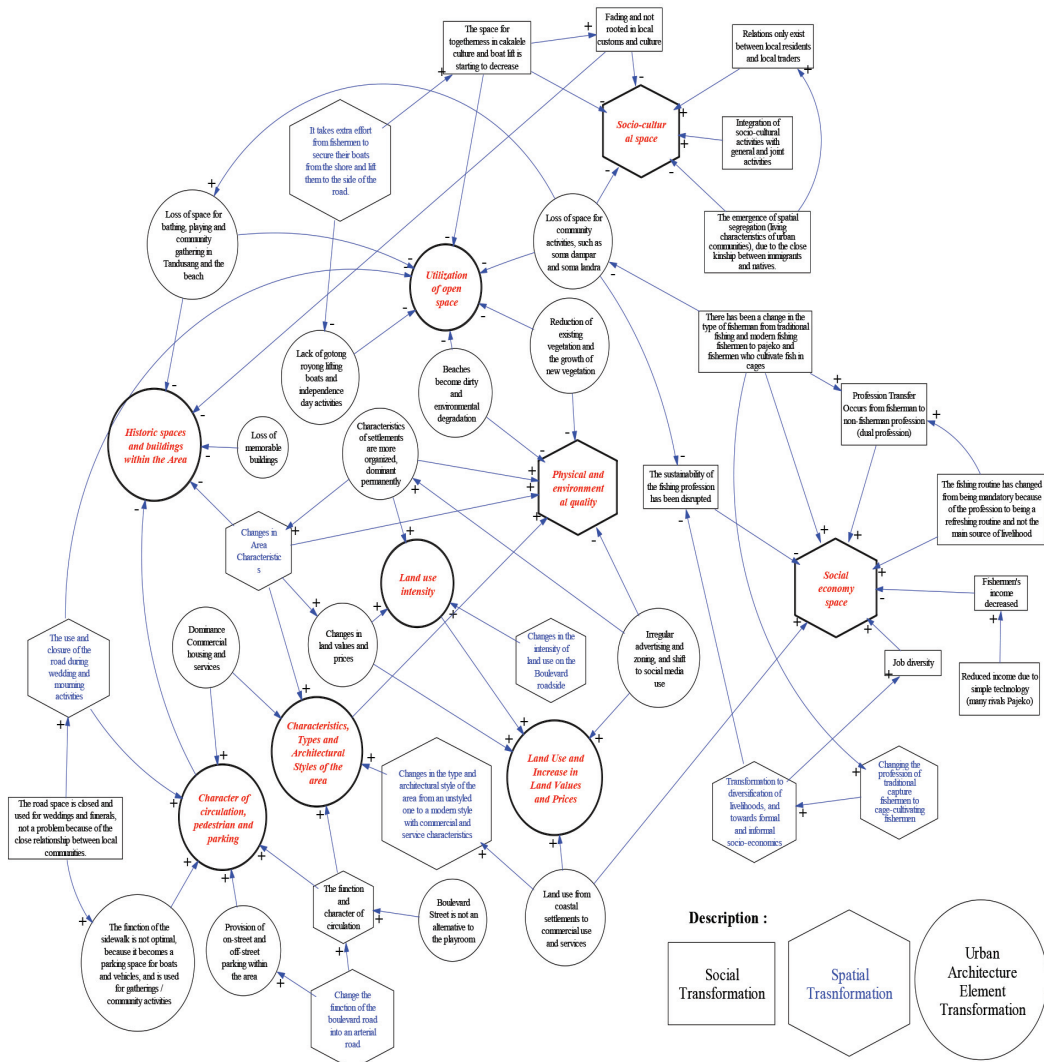 The space for
togetherness in cakalele
culture and boat lift is
starting to decrease
+
Fading and not
rooted in local
customs and culture
Relations only exist
between local residents
and local traders
+
+
-
-
-
+
+
-
-
Socio-cultur
al space
Integration of
socio-cultural
activities with
general and joint
activities
It takes extra effort
from fishermen to
secure their boats
from the shore and lift
them to the side of the
road.
+
Loss of space for
bathing, playing and
community
gathering in
Tandusang and the
beach
Loss of space for
community
activities, such as
soma dampar and
soma landra
-
The emergence of spatial
segregation (living
characteristics of urban
communities), due to the close
kinship between immigrants and
natives.
-
-
-
-
-
-
-
Utilization
of open
space
There has been a change in the
type of fisherman from traditional
fishing and modern fishing
fishermen to pajeko and
fishermen who cultivate fish in
cages
Reduction of
existing
vegetation and
the growth of
new vegetation
-
Lack of gotong
royong lifting
boats and
independence
day activities
Beaches
become dirty
and
environmental
degradation
+
Profession Transfer
Occurs from fisherman to
non-fisherman profession
(dual profession)
+
-
-
-
-
Historic spaces
and buildings
within the Area
Loss of
memorable
buildings
Characteristics
of settlements
are more
organized,
dominant
permanently
+
-
-
+
+
+
-
Physical and
environment
al quality
-
The sustainability of
the fishing profession
has been disrupted
-
The fishing routine has changed
from being mandatory because
of the profession to being a
refreshing routine and not the
main source of livelihood
-
Changes in
Area
Characteristic
s
+
+
Land use
intensity
+
+
+
-
+
+
+
-
+
Social
economy
space
Fishermen's
income
decreased
+
The use and
closure of the
road during
wedding and
mourning
activities
+
Dominance
Commercial
housing and
services
+
Changes in
land values
and prices
Changes in the
intensity of
land use on the
Boulevard
roadside
Irregular
advertising and
zoning, and shift
to social media
use
Job diversity
+
Reduced income due to
simple technology
(many rivals Pajeko)
+
+
+
Characteristics,
Types and
Architectural
Styles of the area
+
+
+
+
+
+
Land Use and
Increase in
Land Values
and Prices
+
Changes in the type and
architectural style of the
area from an unstyled
one to a modern style
with commercial and
service characteristics
+
Transformation to
diversification of
livelihoods, and
towards formal
and informal
socio-economics
+
+
Changing the
profession of
traditional
capture
fishermen to
cage-cultivating
fishermen
The road space is closed and
used for weddings and funerals,
not a problem because of the
close relationship between local
communities.
+
+
Character of
circulation,
pedestrian and
parking
+
+
+
+
The function of the
sidewalk is not optimal,
because it becomes a
parking space for boats
and vehicles, and is used
for gatherings /
community activities
Provision of
on-street and
off-street
parking within
the area
+
The function
and
character of
circulation
+
+
Boulevard
Street is not an
alternative to the
playroom
Land use from
coastal
settlements to
commercial use
and services
Change the
function of the
boulevard road
into an arterial
road
Description :
Social
Transformation
Spatial
Trasnformation
Urban
Architecture
Element
Transformation